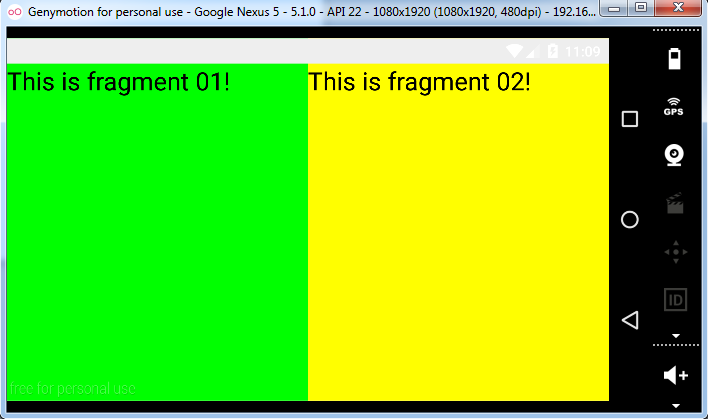 Genymotion for personal use - Google Nexus 5 - 5.1.0 - API 22 - 1080x1920 (1080x1920, 480dpi) - 192.16...
11:09
This is fragment 01!
This is fragment 02!
GPS
ID
free for personal use